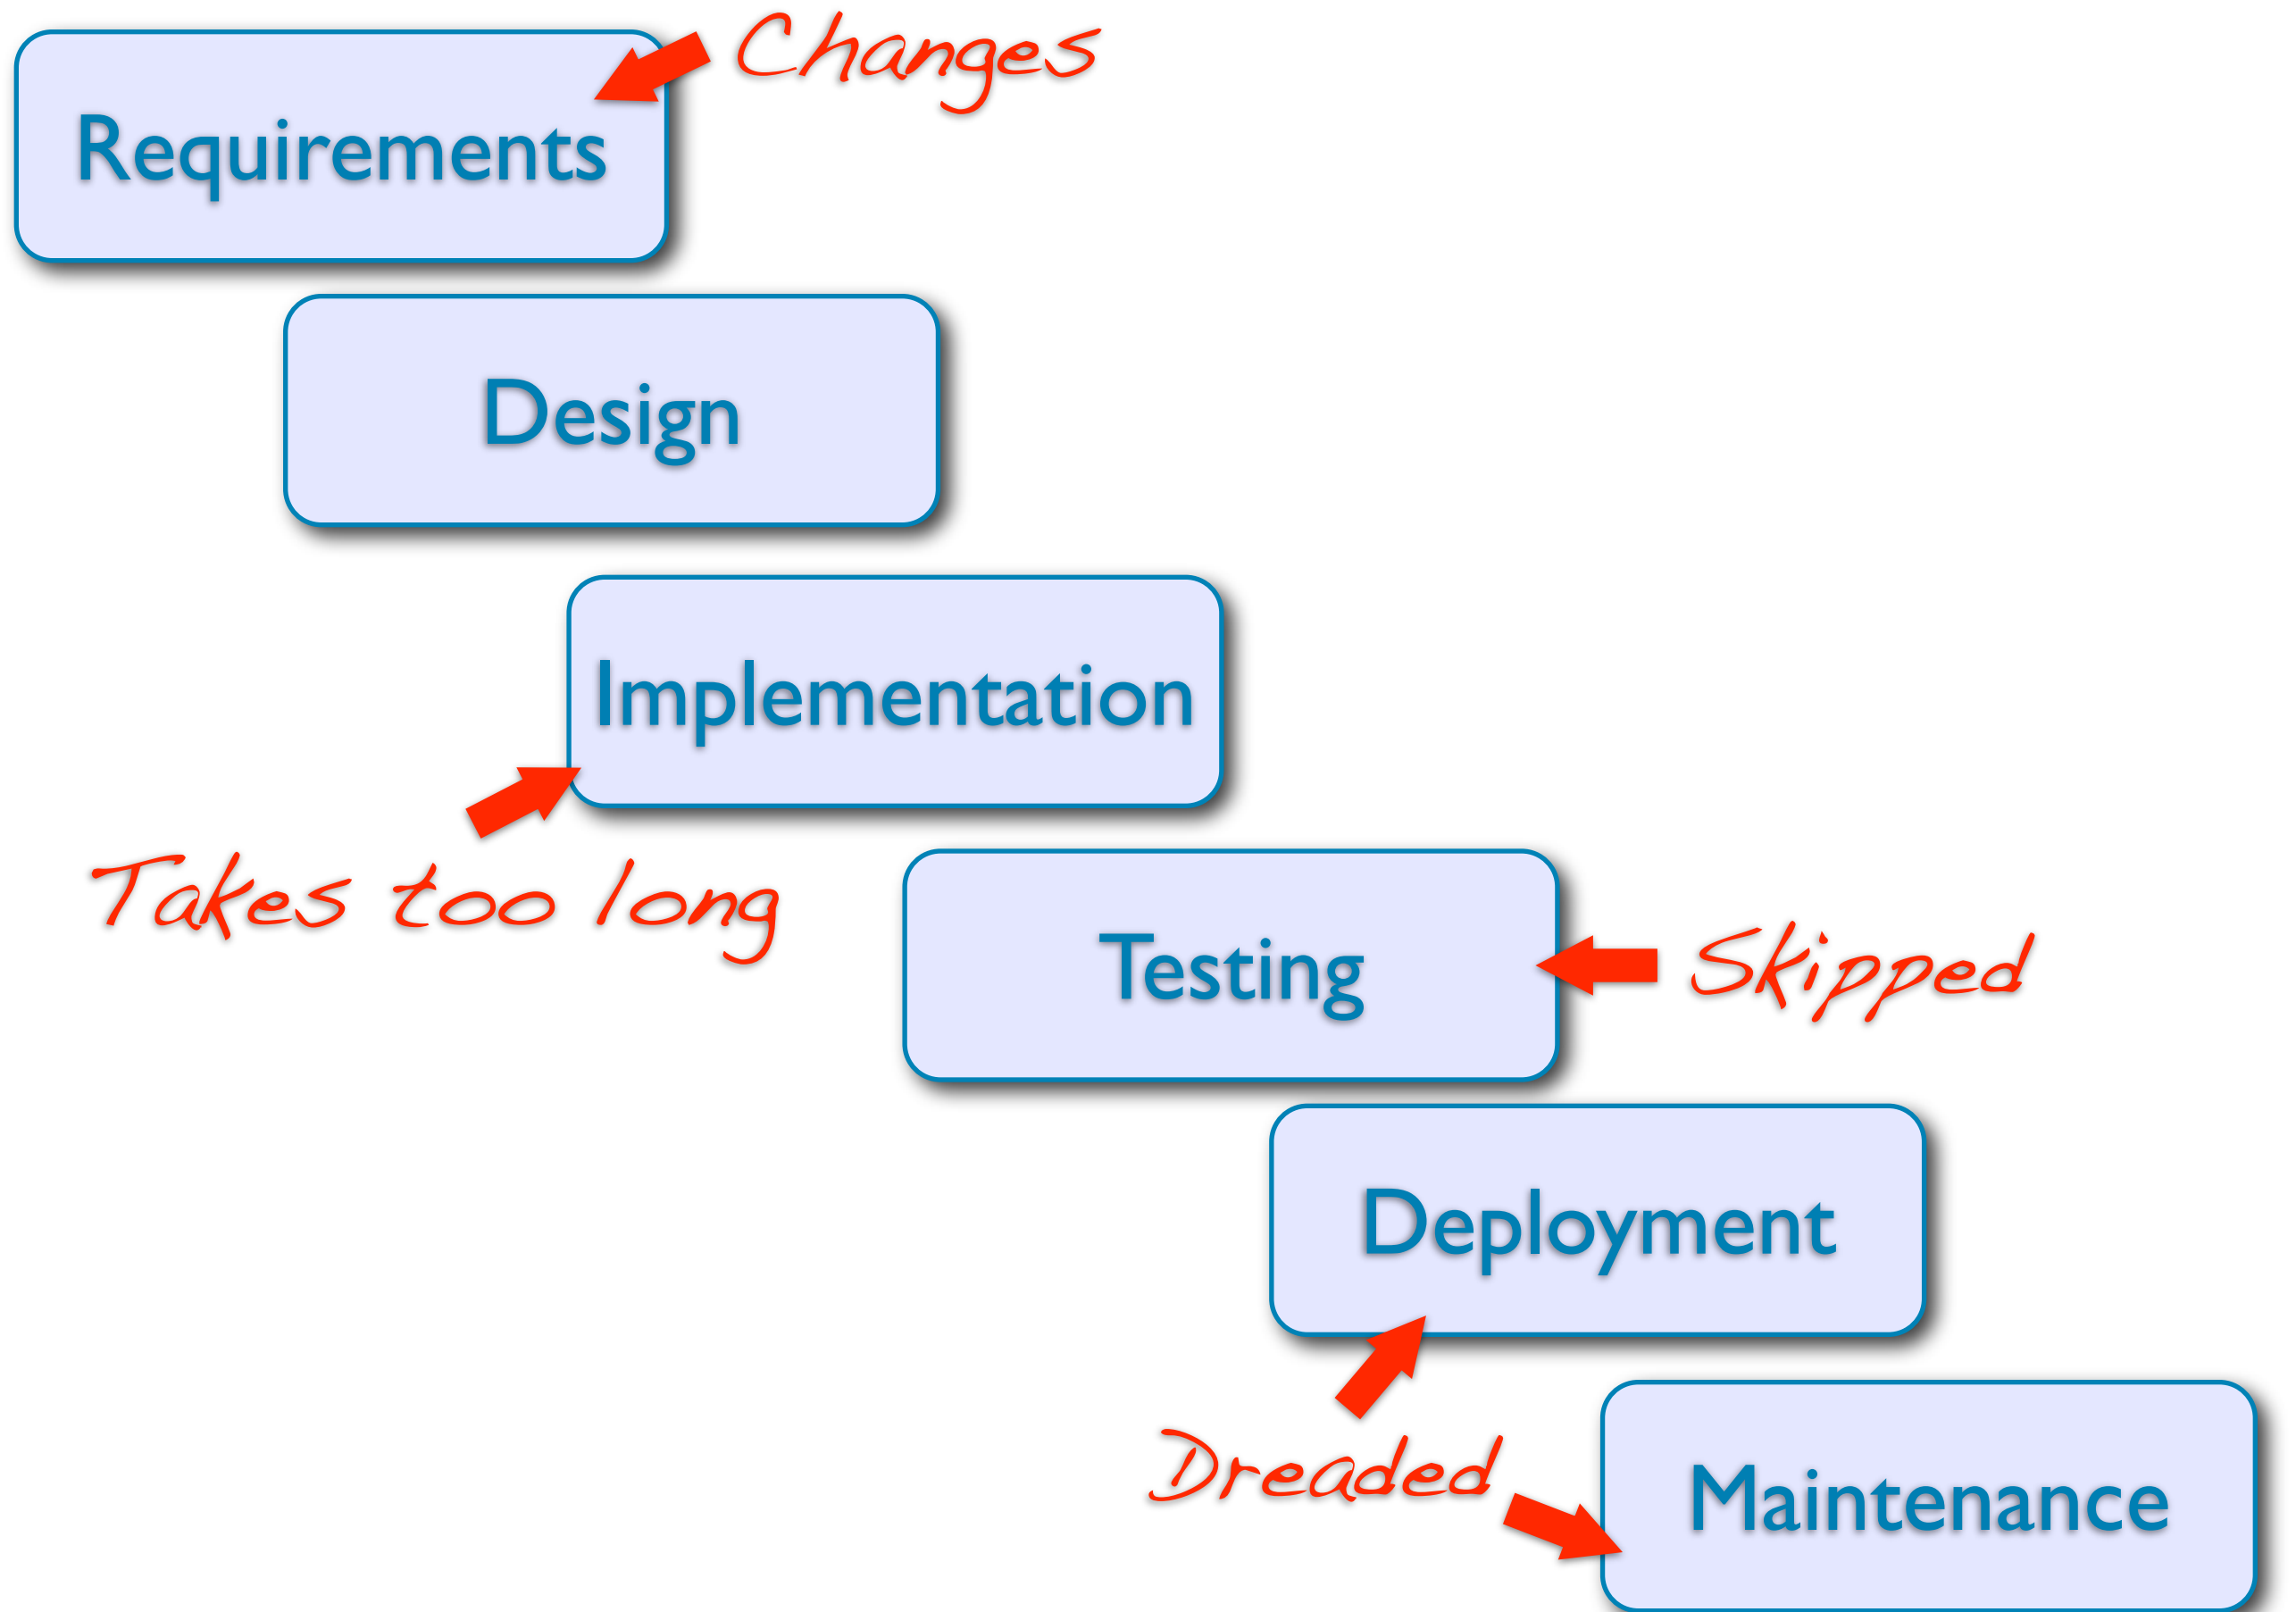 Changes
Requirements
Design
Implementation
Takes too long
Testing
Skipped
Deployment
Dreaded
Maintenance